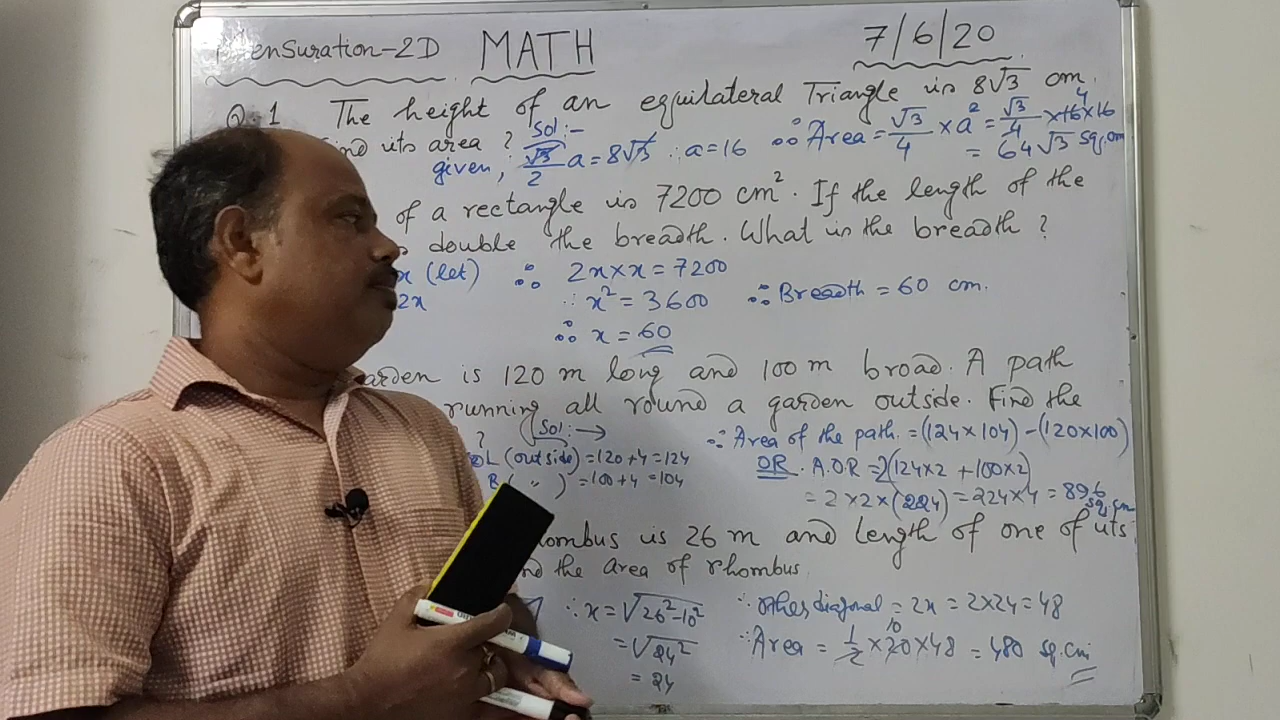 ensuration-2D MATH 7/6/20
Q. 1 The height of an equilateral Triangle is 8√3 cm.
ind its area ? Sol:-
given, √3/2 a = 8√3 ∴ a = 16 ∴ Area = √3/4 × a² = √3/4 × 16 × 16
= 64√3 sq.cm
of a rectangle is 7200 cm². If the length of the
double the breadth. What is the breadth ?
x (let) ∴ 2x × x = 7200
2x ∴ x² = 3600 ∴ Breadth = 60 cm.
∴ x = 60
arden is 120 m long and 100 m broad. A path
running all round a garden outside. Find the
? Sol:→
L (outside) = 120+4 = 124 ∴ Area of the path = (124×104) - (120×100)
B ( " ) = 100+4 = 104 OR . A.O.R = 2(124×2 + 100×2)
= 2×2×(224) = 224×4 = 896 sq.cm
hombus is 26 m and length of one of its
the area of rhombus
∴ x = √26²-10² ∴ Other diagonal = 2x = 2×24 = 48
= √24² ∴ Area = 1/2 × 20 × 48 = 480 sq.cm
= 24 10